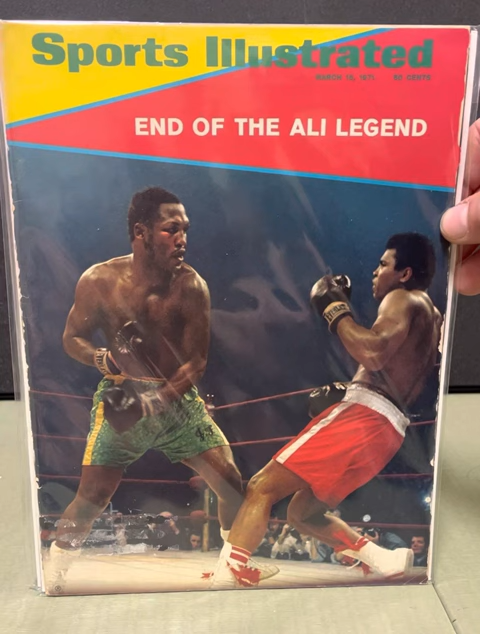 Sports Illustrated
MARCH 15, 1971 60 CENTS
END OF THE ALI LEGEND